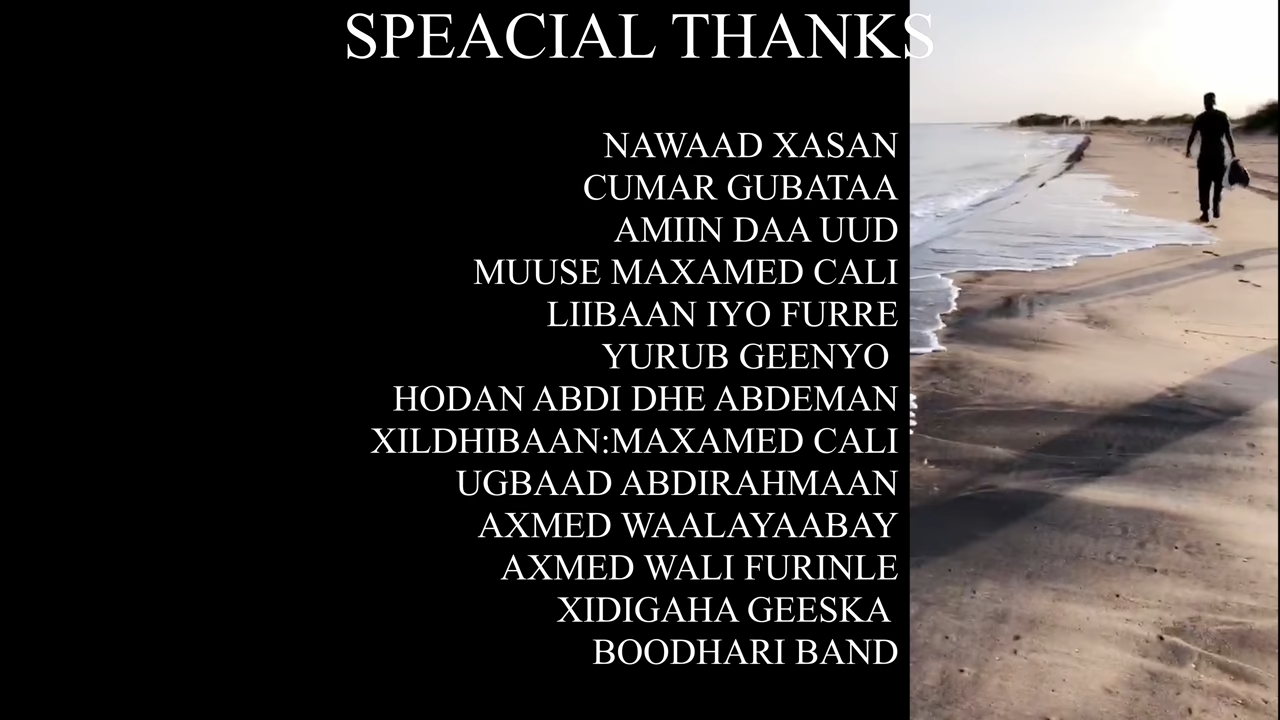 SPEACIAL THANKS
NAWAAD XASAN
CUMAR GUBATAA
AMIIN DAA UUD
MUUSE MAXAMED CALI
LIIBAAN IYO FURRE
YURUB GEENYO
HODAN ABDI DHE ABDEMAN
XILDHIBAAN:MAXAMED CALI
UGBAAD ABDIRAHMAAN
AXMED WAALAYAABAY
AXMED WALI FURINLE
XIDIGAHA GEESKA
BOODHARI BAND